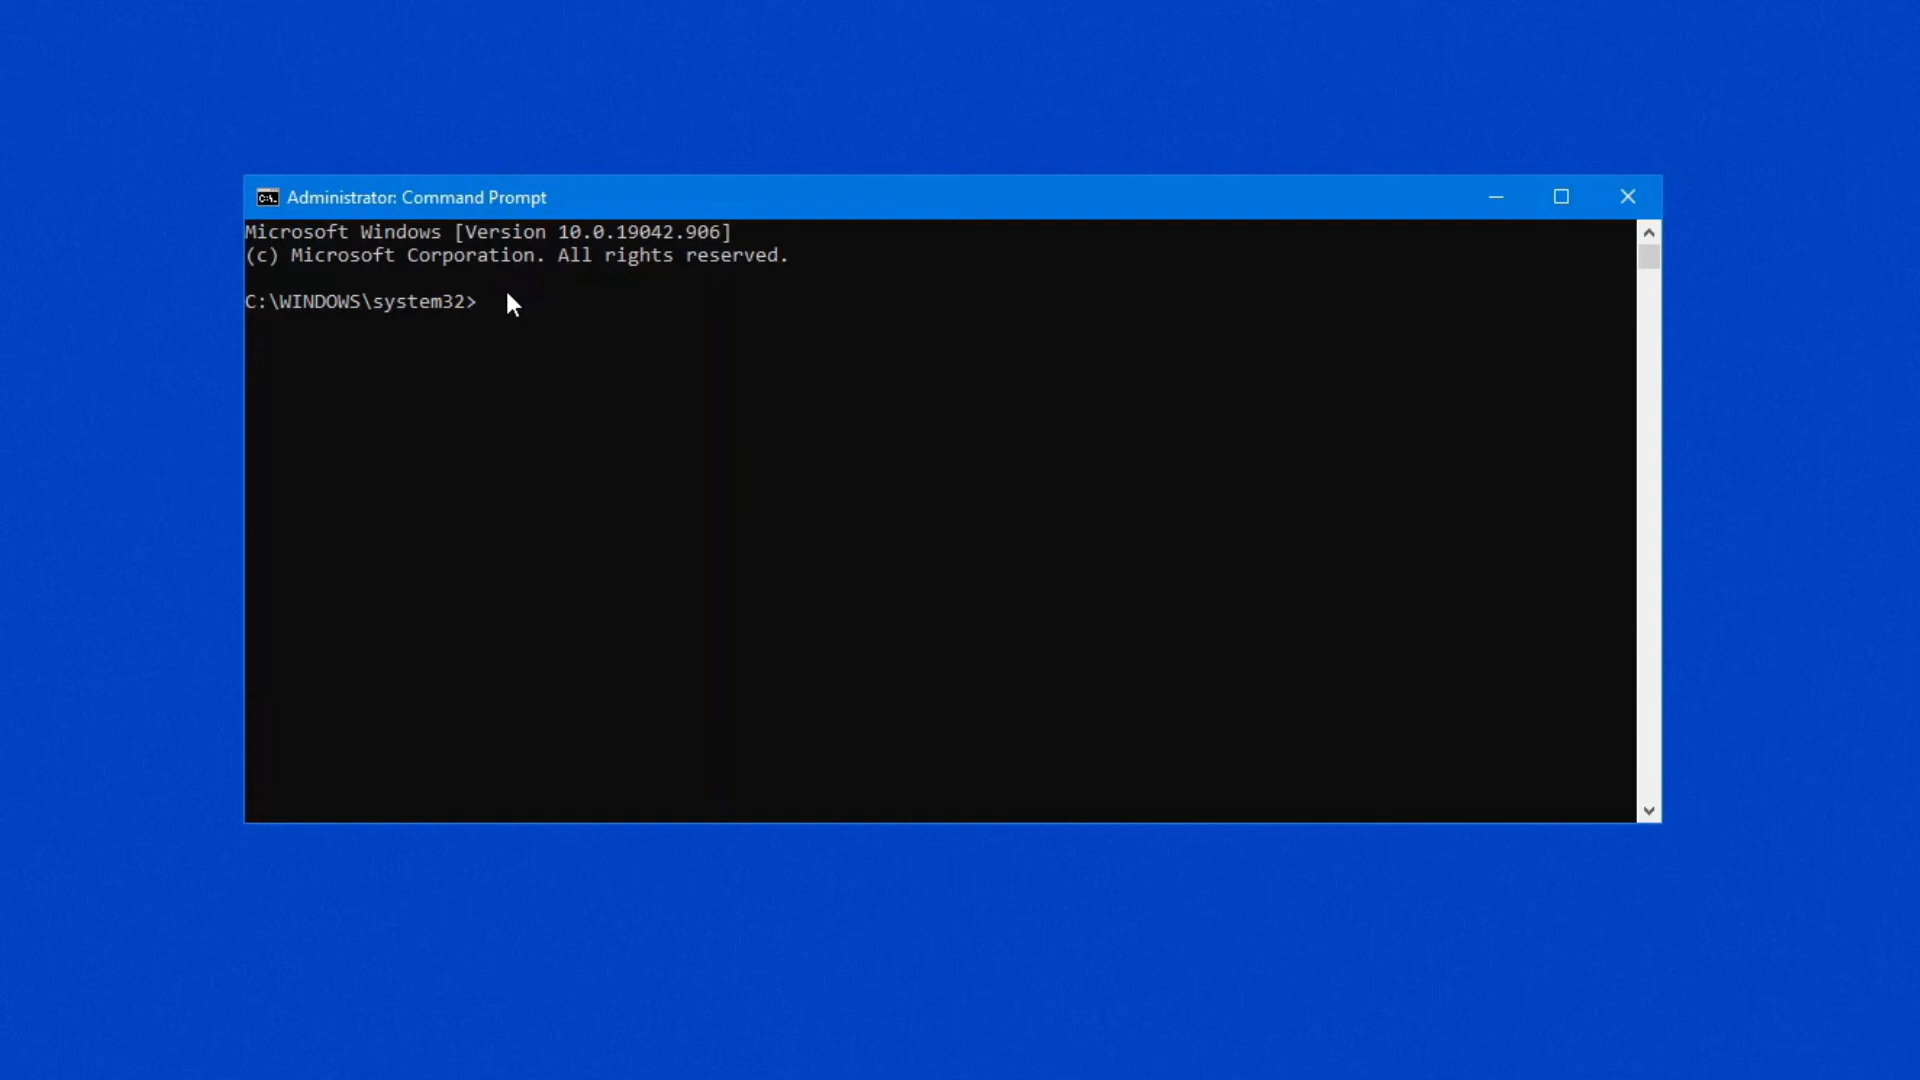 Administrator: Command Prompt
Microsoft Windows [Version 10.0.19042.906]
(c) Microsoft Corporation. All rights reserved.
C:\WINDOWS\system32>